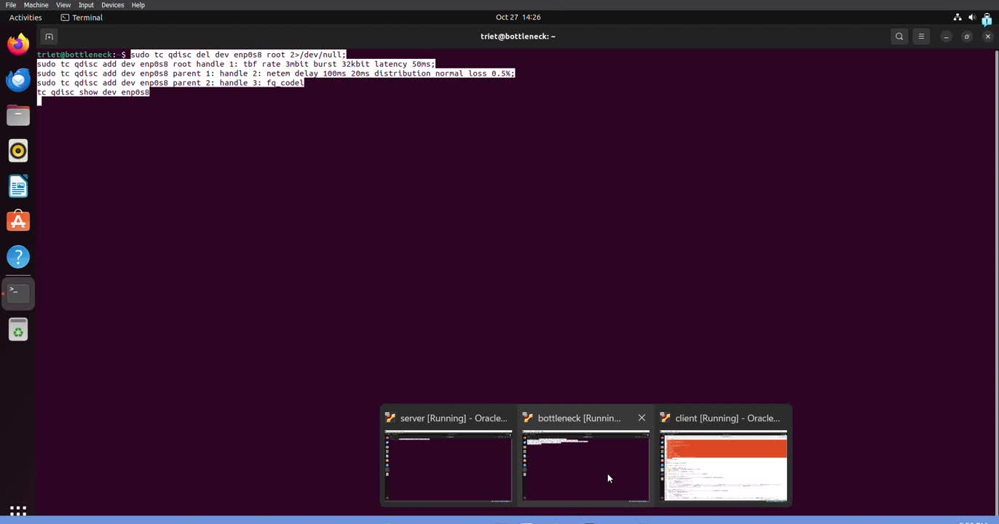 File Machine View Input Devices Help
Activities Terminal Oct 27 14:26
triet@bottleneck: ~
triet@bottleneck:~$ sudo tc qdisc del dev enp0s8 root 2>/dev/null;
sudo tc qdisc add dev enp0s8 root handle 1: tbf rate 3mbit burst 32kbit latency 50ms;
sudo tc qdisc add dev enp0s8 parent 1: handle 2: netem delay 100ms 20ms distribution normal loss 0.5%;
sudo tc qdisc add dev enp0s8 parent 2: handle 3: fq_codel
tc qdisc show dev enp0s8
server [Running] - Oracle...
bottleneck [Runnin...
client [Running] - Oracle...